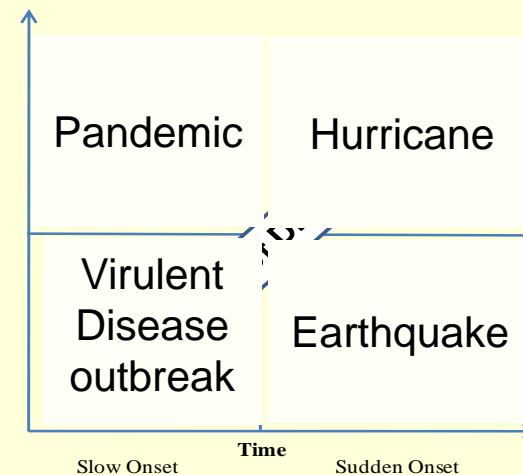 Pandemic
Hurricane
Virulent
Disease
outbreak
Earthquake
Time
Slow Onset
Sudden Onset